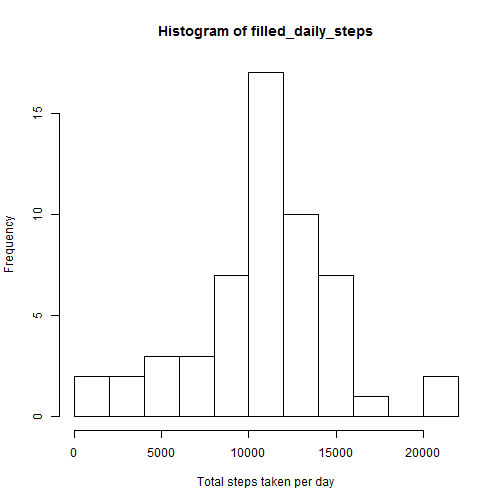 Histogram of filled_daily_steps
Frequency
15
10
5
0
0 5000 10000 15000 20000
Total steps taken per day